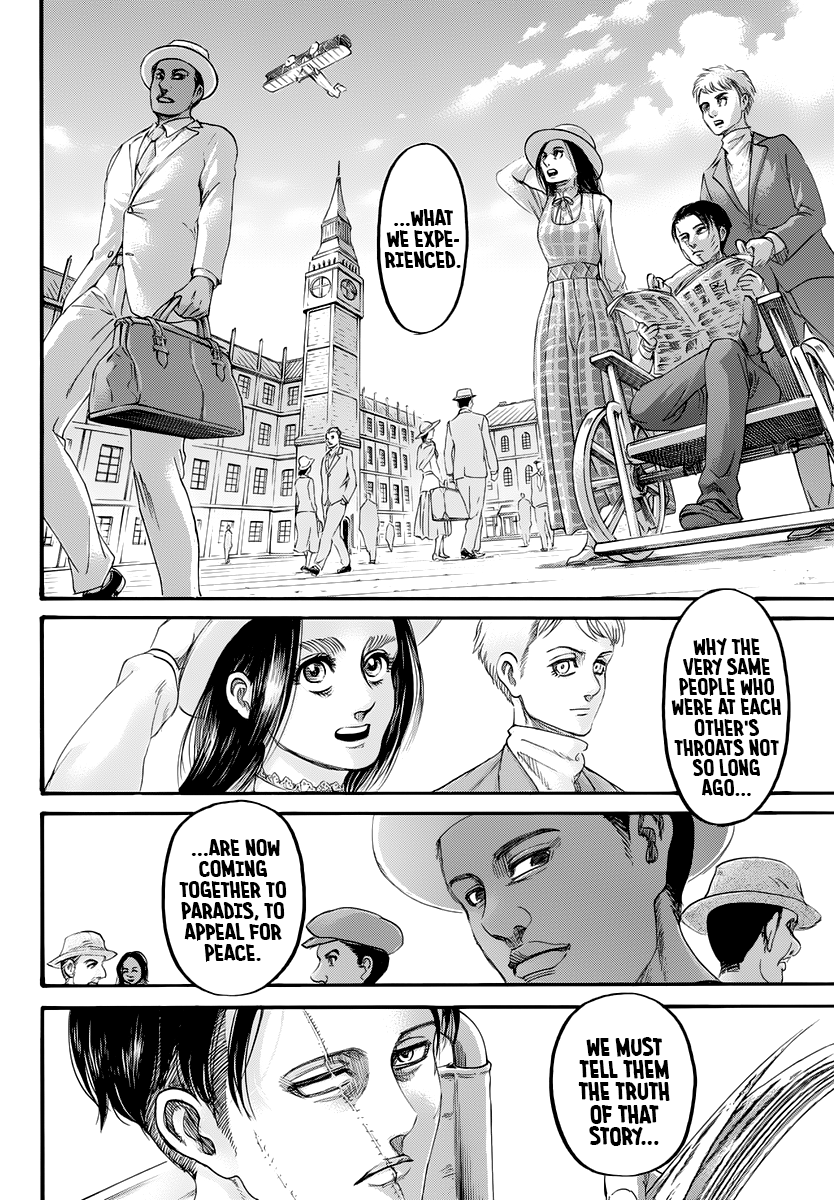 ...WHAT
WE EXPE-
RIENCED.
WHY THE
VERY SAME
PEOPLE WHO
WERE AT EACH
OTHER'S
THROATS NOT
SO LONG
AGO...
...ARE NOW
COMING
TOGETHER TO
PARADIS, TO
APPEAL FOR
PEACE.
WE MUST
TELL THEM
THE TRUTH
OF THAT
STORY...